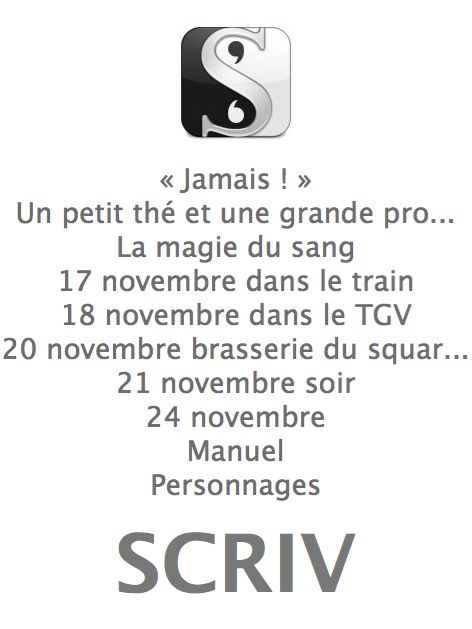 « Jamais ! »
Un petit thé et une grande pro...
La magie du sang
17 novembre dans le train
18 novembre dans le TGV
20 novembre brasserie du squar...
21 novembre soir
24 novembre
Manuel
Personnages
SCRIV